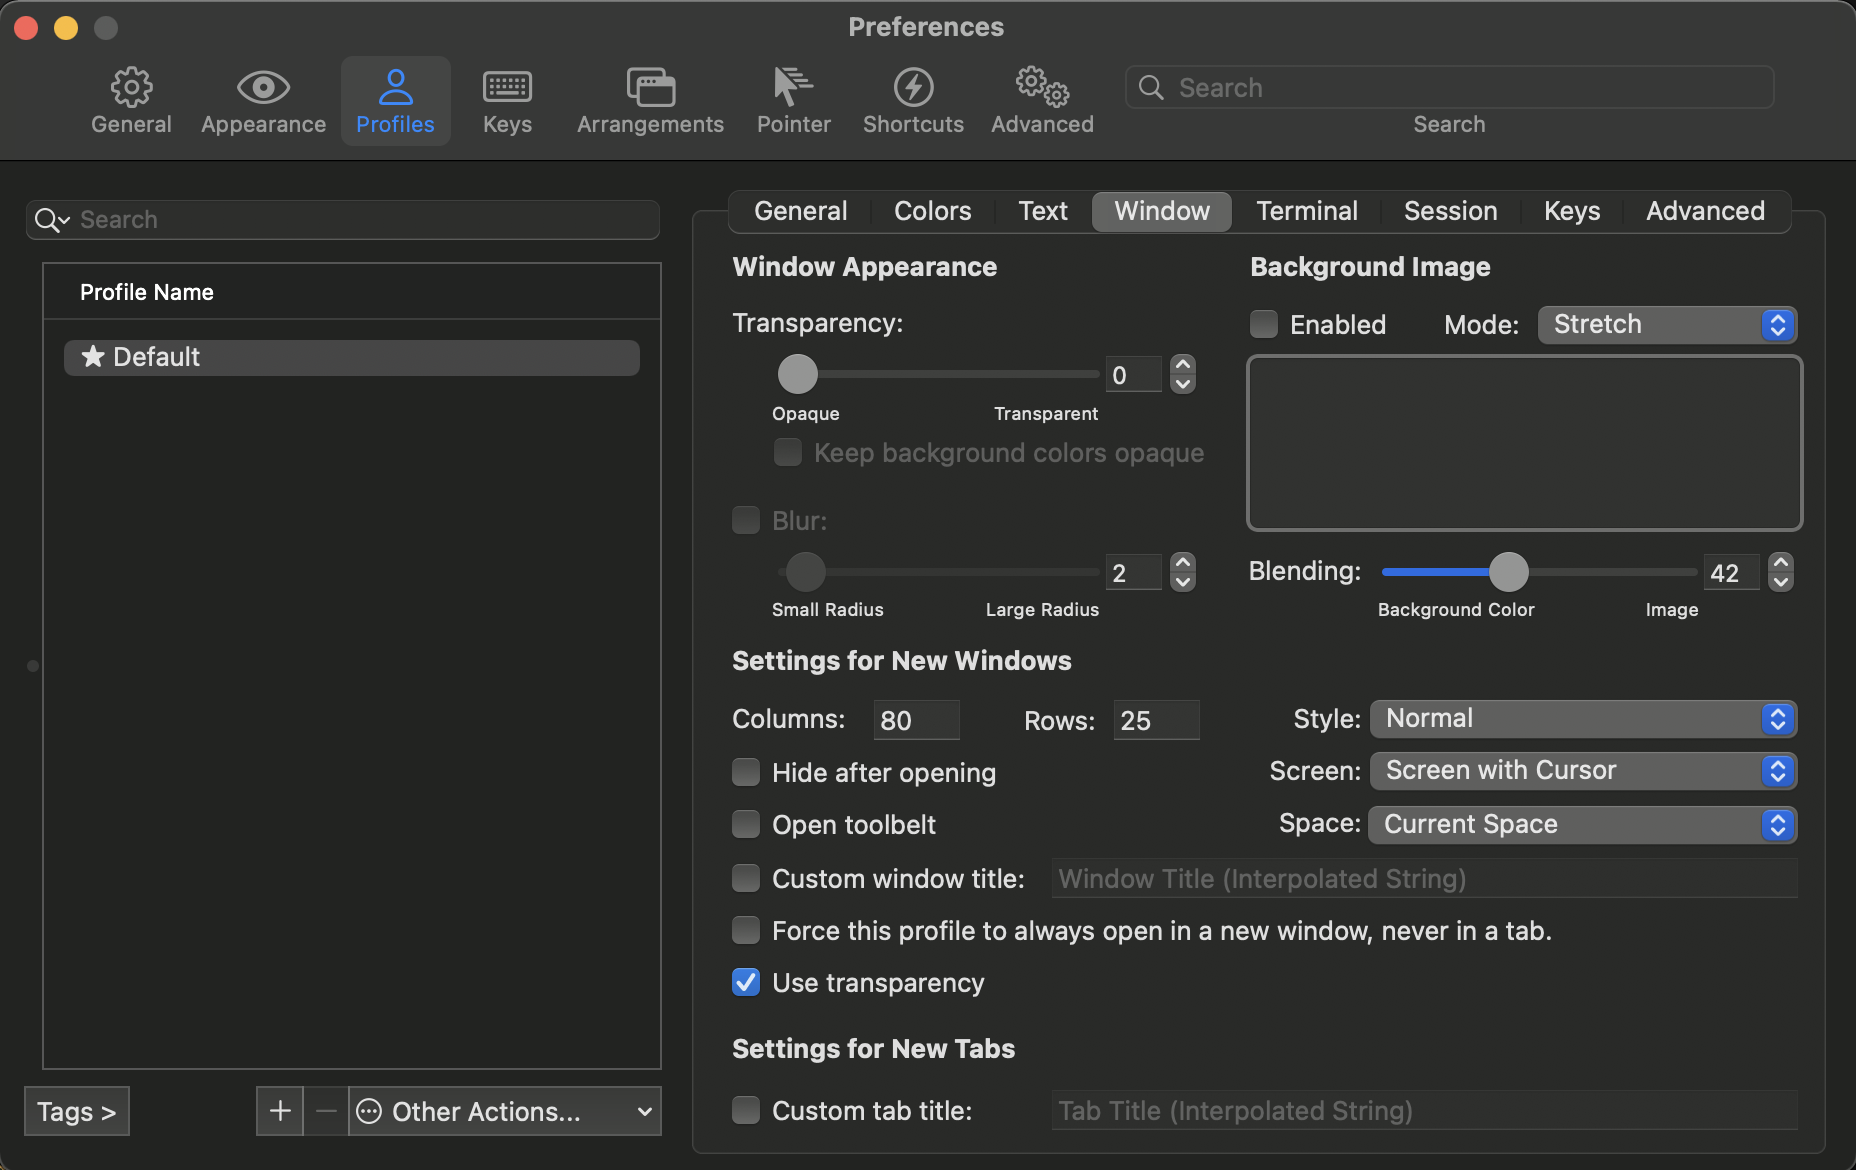 Preferences
General
Appearance
Profiles
Keys
Arrangements
Pointer
Shortcuts
Advanced
Search
Search
Search
Profile Name
Default
Tags >
Other Actions...
General
Colors
Text
Window
Terminal
Session
Keys
Advanced
Window Appearance
Transparency:
0
Opaque
Transparent
Keep background colors opaque
Blur:
2
Small Radius
Large Radius
Background Image
Enabled
Mode:
Stretch
Blending:
42
Background Color
Image
Settings for New Windows
Columns:
80
Rows:
25
Style:
Normal
Hide after opening
Screen:
Screen with Cursor
Open toolbelt
Space:
Current Space
Custom window title:
Window Title (Interpolated String)
Force this profile to always open in a new window, never in a tab.
Use transparency
Settings for New Tabs
Custom tab title:
Tab Title (Interpolated String)